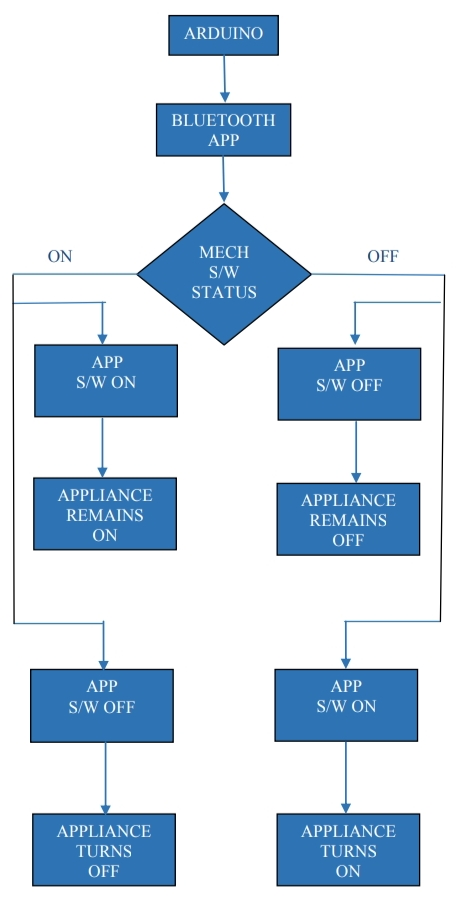 ARDUINO
BLUETOOTH
APP
MECH
S/W
STATUS
ON
OFF
APP
S/W ON
APP
S/W OFF
APPLIANCE
REMAINS
ON
APPLIANCE
REMAINS
OFF
APP
S/W OFF
APP
S/W ON
APPLIANCE
TURNS
OFF
APPLIANCE
TURNS
ON